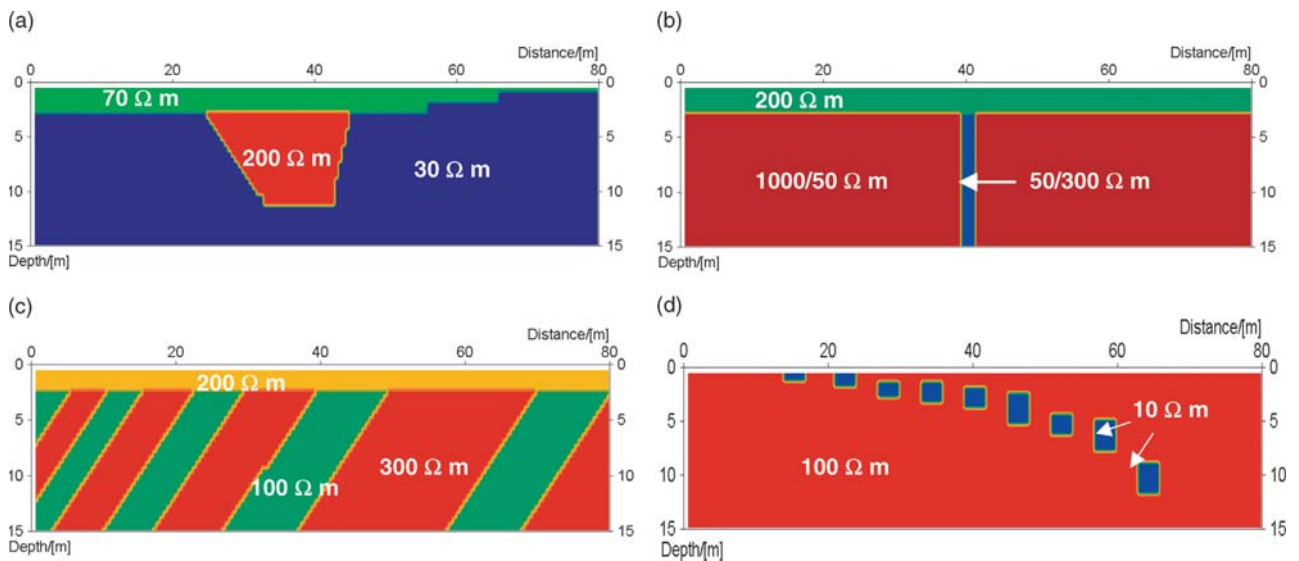 (a)
Distance/[m]
0 20 40 60 80
0 0
70 Ω m
5 5
200 Ω m
30 Ω m
10 10
15 15
Depth/[m]
(b)
Distance/[m]
0 20 40 60 80
0 0
200 Ω m
5 5
1000/50 Ω m 50/300 Ω m
10 10
15 15
Depth/[m]
(c)
Distance/[m]
0 20 40 60 80
0 0
200 Ω m
5 5
300 Ω m
10 10
100 Ω m
15 15
Depth/[m]
(d)
Distance/[m]
0 20 40 60 80
0 0
10 Ω m
5 5
100 Ω m
10 10
15 15
Depth/[m]